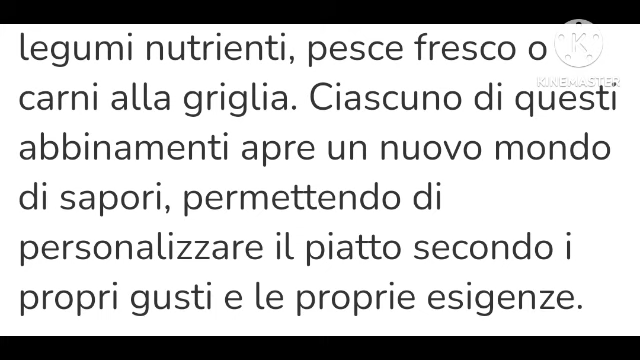 legumi nutrienti, pesce fresco o
carni alla griglia. Ciascuno di questi
abbinamenti apre un nuovo mondo
di sapori, permettendo di
personalizzare il piatto secondo i
propri gusti e le proprie esigenze.
K
KINEMASTER